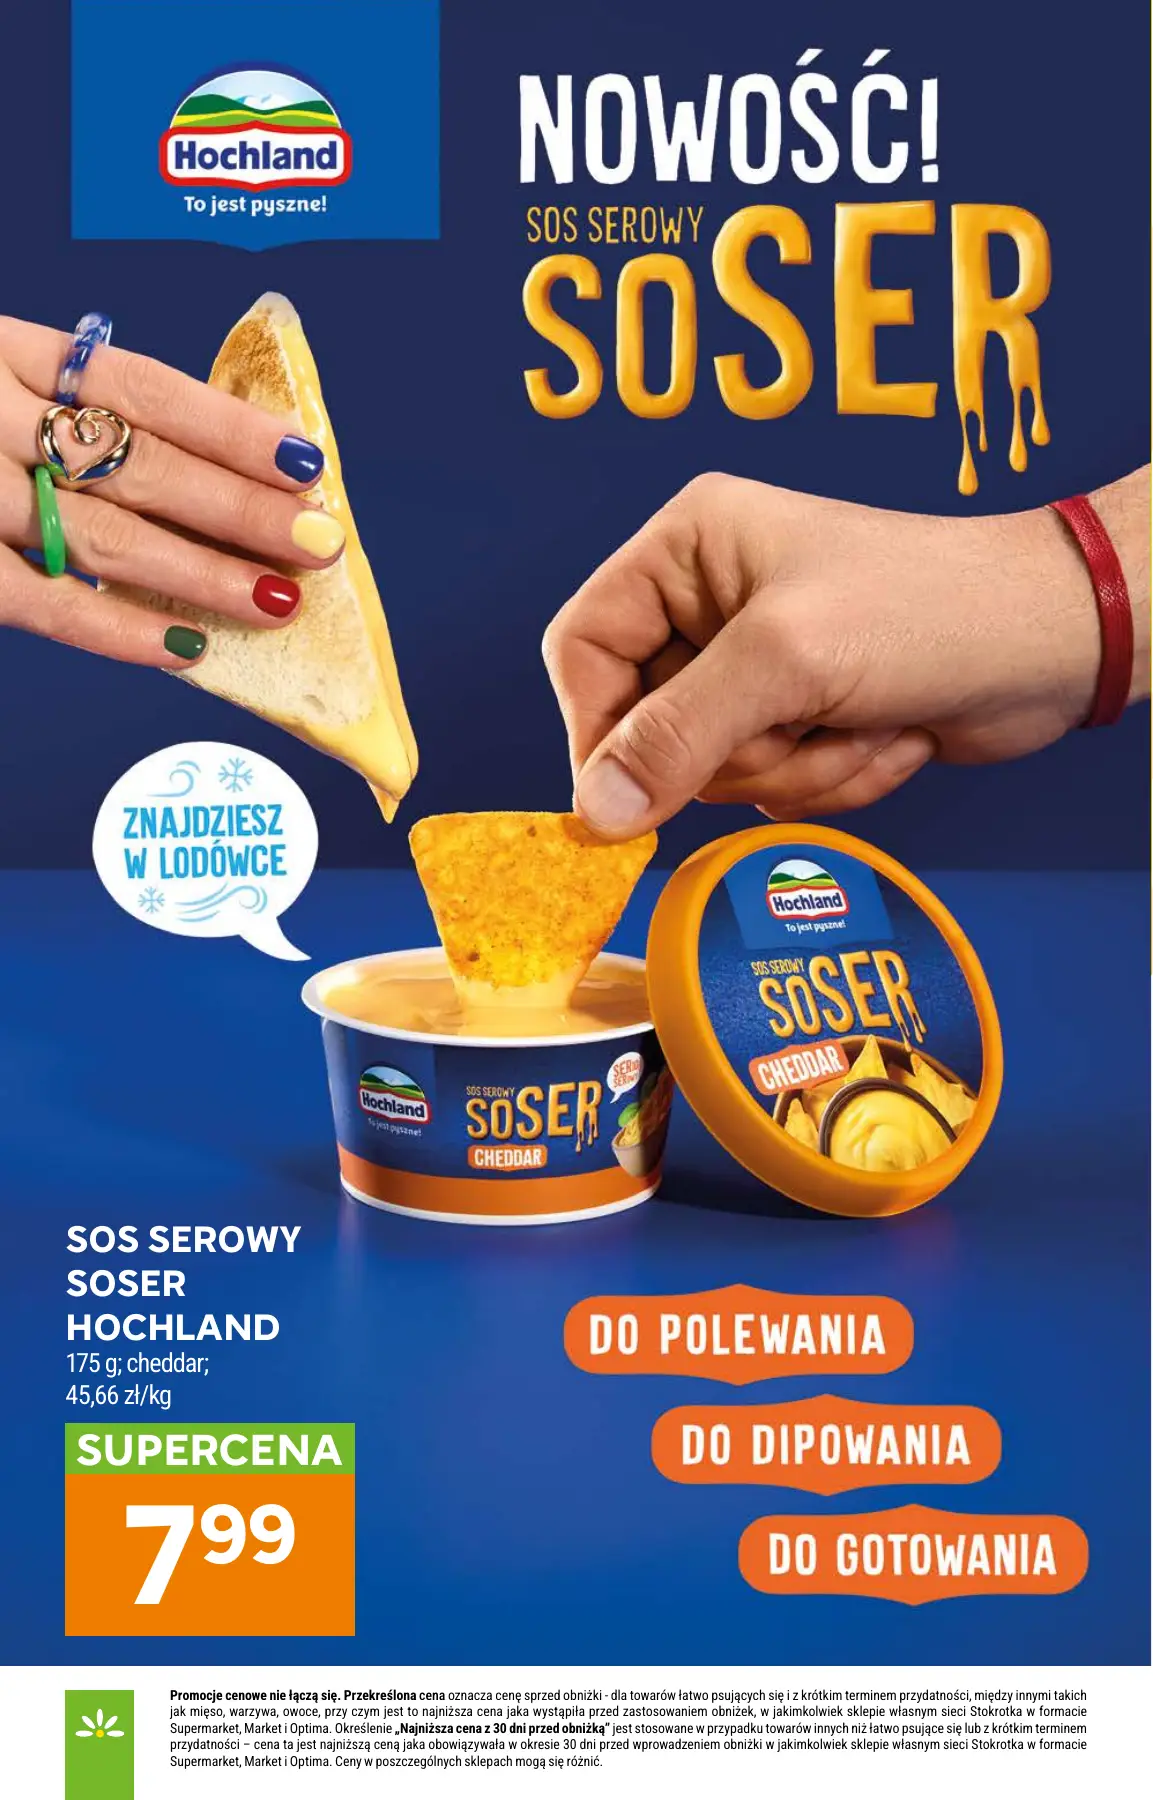 Hochland
To jest pyszne!
NOWOŚĆ!
SOS SEROWY
SOSER
ZNAJDZIESZ
W LODÓWCE
Hochland
To jest pyszne!
SOS SEROWY
SOSER
CHEDDAR
Hochland
To jest pyszne!
SOS SEROWY
SOSER
CHEDDAR
SOS SEROWY
SOSER
HOCHLAND
175 g; cheddar;
45,66 zł/kg
SUPERCENA
7 99
DO POLEWANIA
DO DIPOWANIA
DO GOTOWANIA
Promocje cenowe nie łączą się. Przekreślona cena oznacza cenę sprzed obniżki - dla towarów łatwo psujących się i z krótkim terminem przydatności, między innymi takich
jak mięso, warzywa, owoce, przy czym jest to najniższa cena jaka wystąpiła przed zastosowaniem obniżek, w jakimkolwiek sklepie własnym sieci Stokrotka w formacie
Supermarket, Market i Optima. Określenie „Najniższa cena z 30 dni przed obniżką” jest stosowane w przypadku towarów innych niż łatwo psujące się lub z krótkim terminem
przydatności – cena ta jest najniższą ceną jaka obowiązywała w okresie 30 dni przed wprowadzeniem obniżki w jakimkolwiek sklepie własnym sieci Stokrotka w formacie
Supermarket, Market i Optima. Ceny w poszczególnych sklepach mogą się różnić.